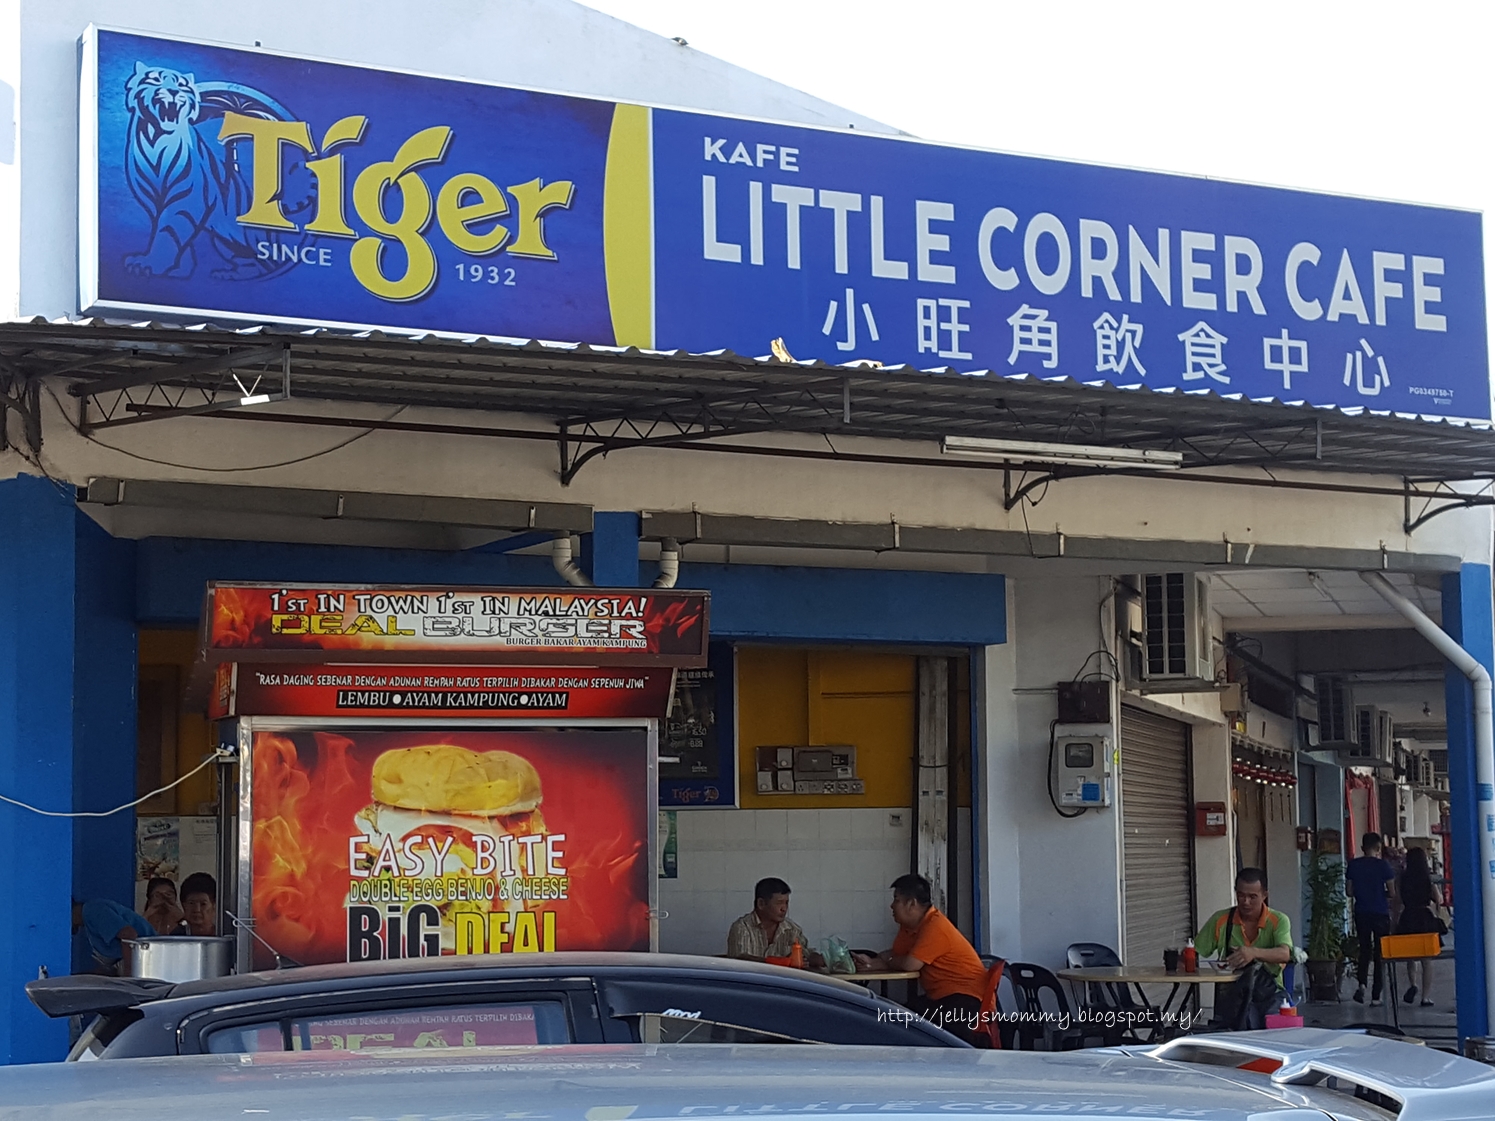 Tiger
SINCE 1932
KAFE
LITTLE CORNER CAFE
小旺角飲食中心
PG0349750-T
1'ST IN TOWN 1'ST IN MALAYSIA!
DEAL BURGER
BURGER BAKAR AYAM KAMPUNG
"RASA DAGING SEBENAR DENGAN ADUNAN REMPAH RATUS TERPILIH DIBAKAR DENGAN SEPENUH JIWA"
LEMBU ● AYAM KAMPUNG ● AYAM
EASY BITE
DOUBLE EGG BENJO & CHEESE
BiG DEAL
Tiger
http://jellysmommy.blogspot.my/